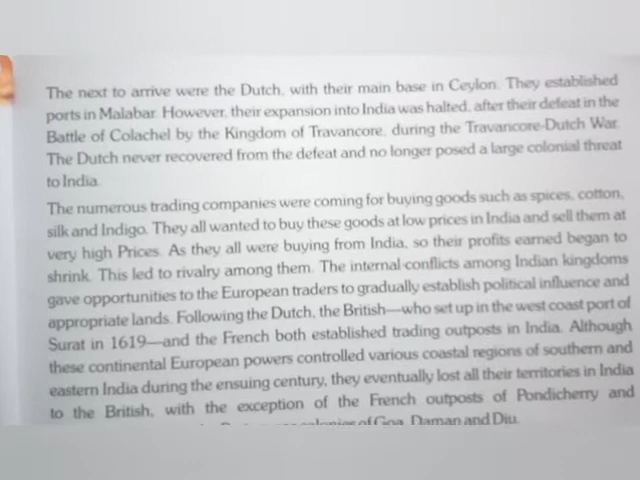 The next to arrive were the Dutch, with their main base in Ceylon. They established
ports in Malabar. However, their expansion into India was halted, after their defeat in the
Battle of Colachel by the Kingdom of Travancore, during the Travancore-Dutch War.
The Dutch never recovered from the defeat and no longer posed a large colonial threat
to India.
The numerous trading companies were coming for buying goods such as spices, cotton,
silk and Indigo. They all wanted to buy these goods at low prices in India and sell them at
very high Prices. As they all were buying from India, so their profits earned began to
shrink. This led to rivalry among them. The internal-conflicts among Indian kingdoms
gave opportunities to the European traders to gradually establish political influence and
appropriate lands. Following the Dutch, the British—who set up in the west coast port of
Surat in 1619—and the French both established trading outposts in India. Although
these continental European powers controlled various coastal regions of southern and
eastern India during the ensuing century, they eventually lost all their territories in India
to the British, with the exception of the French outposts of Pondicherry and
colonies of Goa, Daman and Diu.